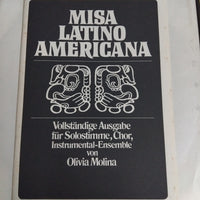 MISA
LATINO
AMERICANA
Vollständige Ausgabe
für Solostimme, Chor,
Instrumental-Ensemble
von
Olivia Molina